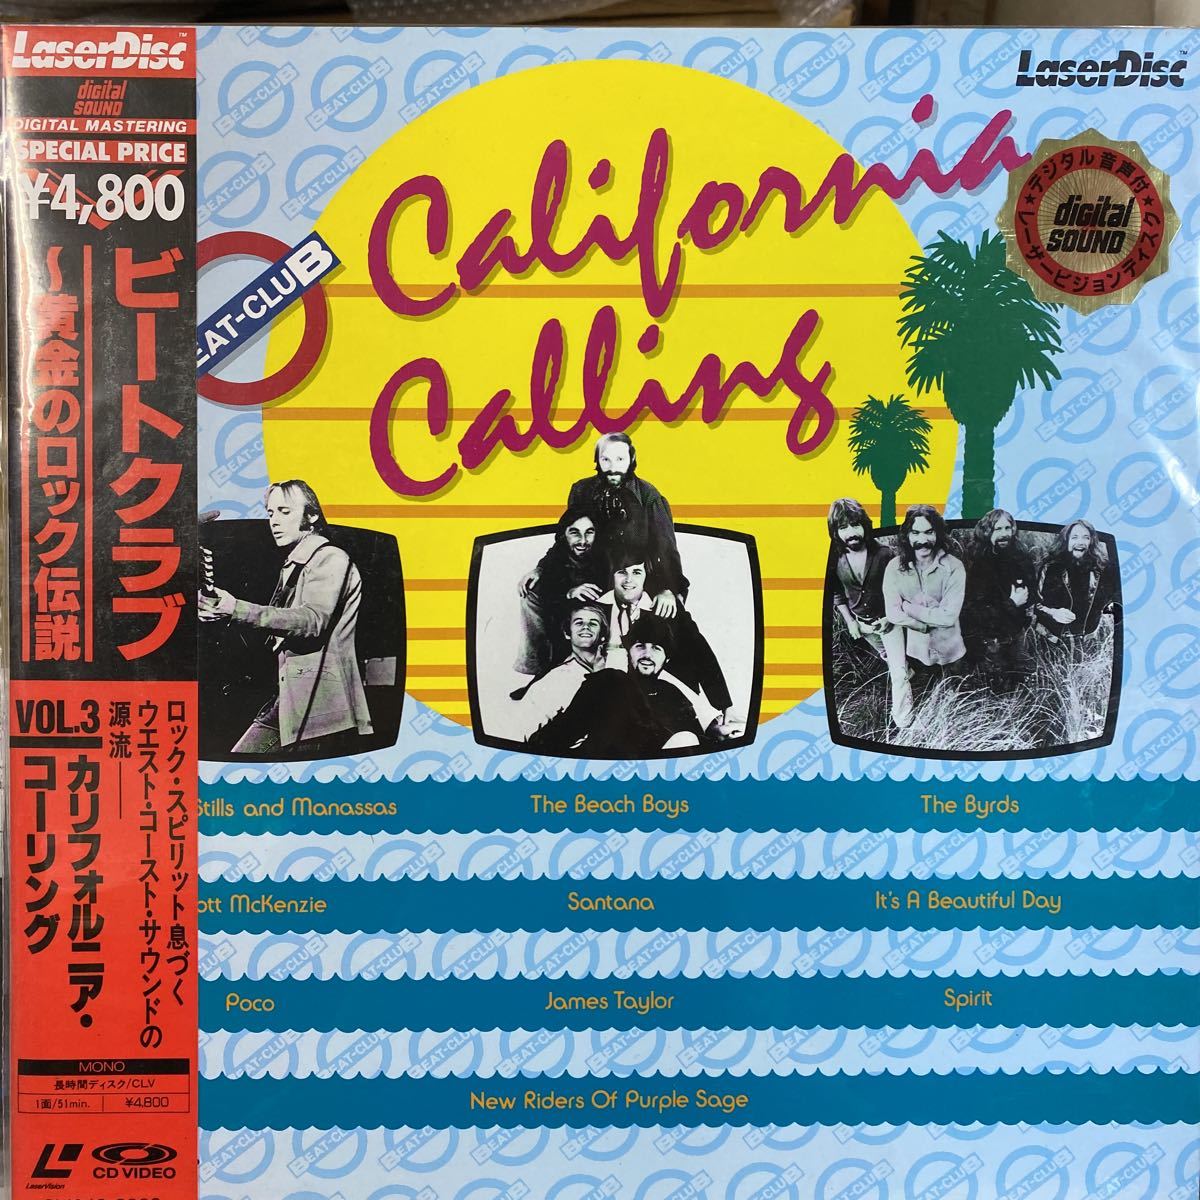 LaserDisc™
digital
SOUND
DIGITAL MASTERING
SPECIAL PRICE
¥4,800
ビートクラブ
〜黄金のロック伝説
VOL.3
カリフォルニア・
コーリング
ロック・スピリット息づく
ウエスト・コースト・サウンドの
源流——
MONO
長時間ディスク/CLV
1面/51min. ¥4,800
LaserVision
CD VIDEO
LaserDisc™
California
Calling
EAT-CLUB
★デジタル音声付★
digital
SOUND
レーザービジョンディスク
Stills and Manassas
The Beach Boys
The Byrds
ott McKenzie
Santana
It's A Beautiful Day
Poco
James Taylor
Spirit
New Riders Of Purple Sage
BEAT-CLUB